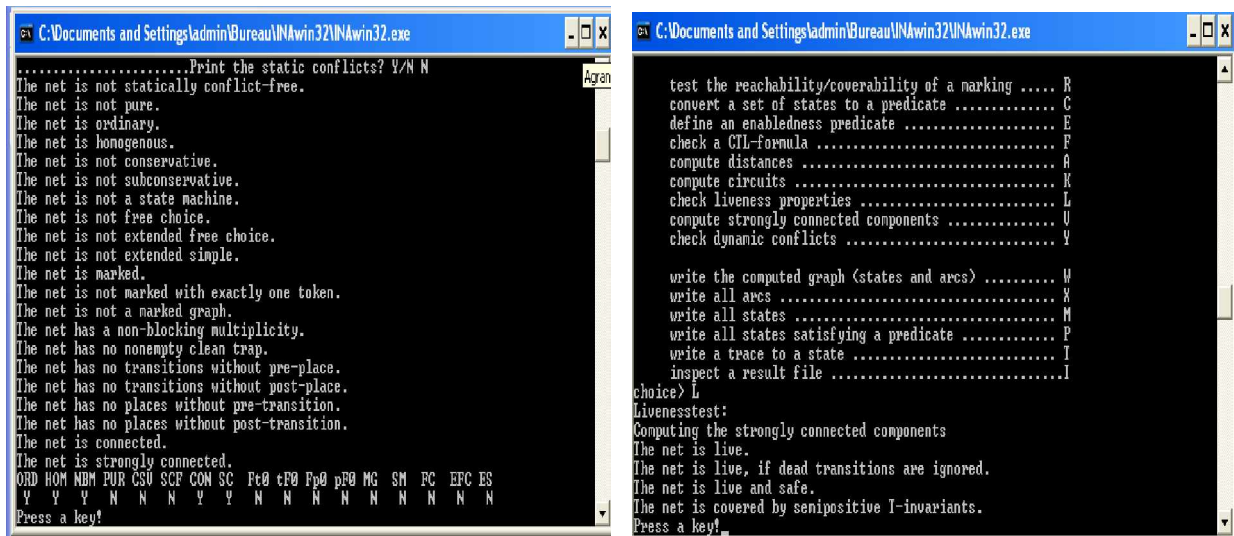 C:\Documents and Settings\admin\Bureau\INAwin32\INAwin32.exe
......................Print the static conflicts? Y/N N
Agran
The net is not statically conflict-free.
The net is not pure.
The net is ordinary.
The net is homogenous.
The net is not conservative.
The net is not subconservative.
The net is not a state machine.
The net is not free choice.
The net is not extended free choice.
The net is not extended simple.
The net is marked.
The net is not marked with exactly one token.
The net is not a marked graph.
The net has a non-blocking multiplicity.
The net has no nonempty clean trap.
The net has no transitions without pre-place.
The net has no transitions without post-place.
The net has no places without pre-transition.
The net has no places without post-transition.
The net is connected.
The net is strongly connected.
ORD HOM NBM PUR CSV SCF CON SC Ft0 tF0 Fp0 pF0 MG SM FC EFC ES
Y Y Y N N N Y Y N N N N N N N N N
Press a key!
C:\Documents and Settings\admin\Bureau\INAwin32\INAwin32.exe
test the reachability/coverability of a marking ..... R
convert a set of states to a predicate .............. C
define an enabledness predicate ................... E
check a CTL-formula ................................ F
compute distances .................................. A
compute circuits ................................... K
check liveness properties .......................... L
compute strongly connected components .............. V
check dynamic conflicts ............................ Y
write the computed graph (states and arcs) .......... W
write all arcs ..................................... X
write all states ................................... M
write all states satisfying a predicate ............. P
write a trace to a state ........................... T
inspect a result file ..............................I
choice> L
Livenesstest:
Computing the strongly connected components
The net is live.
The net is live, if dead transitions are ignored.
The net is live and safe.
The net is covered by semipositive T-invariants.
Press a key!_